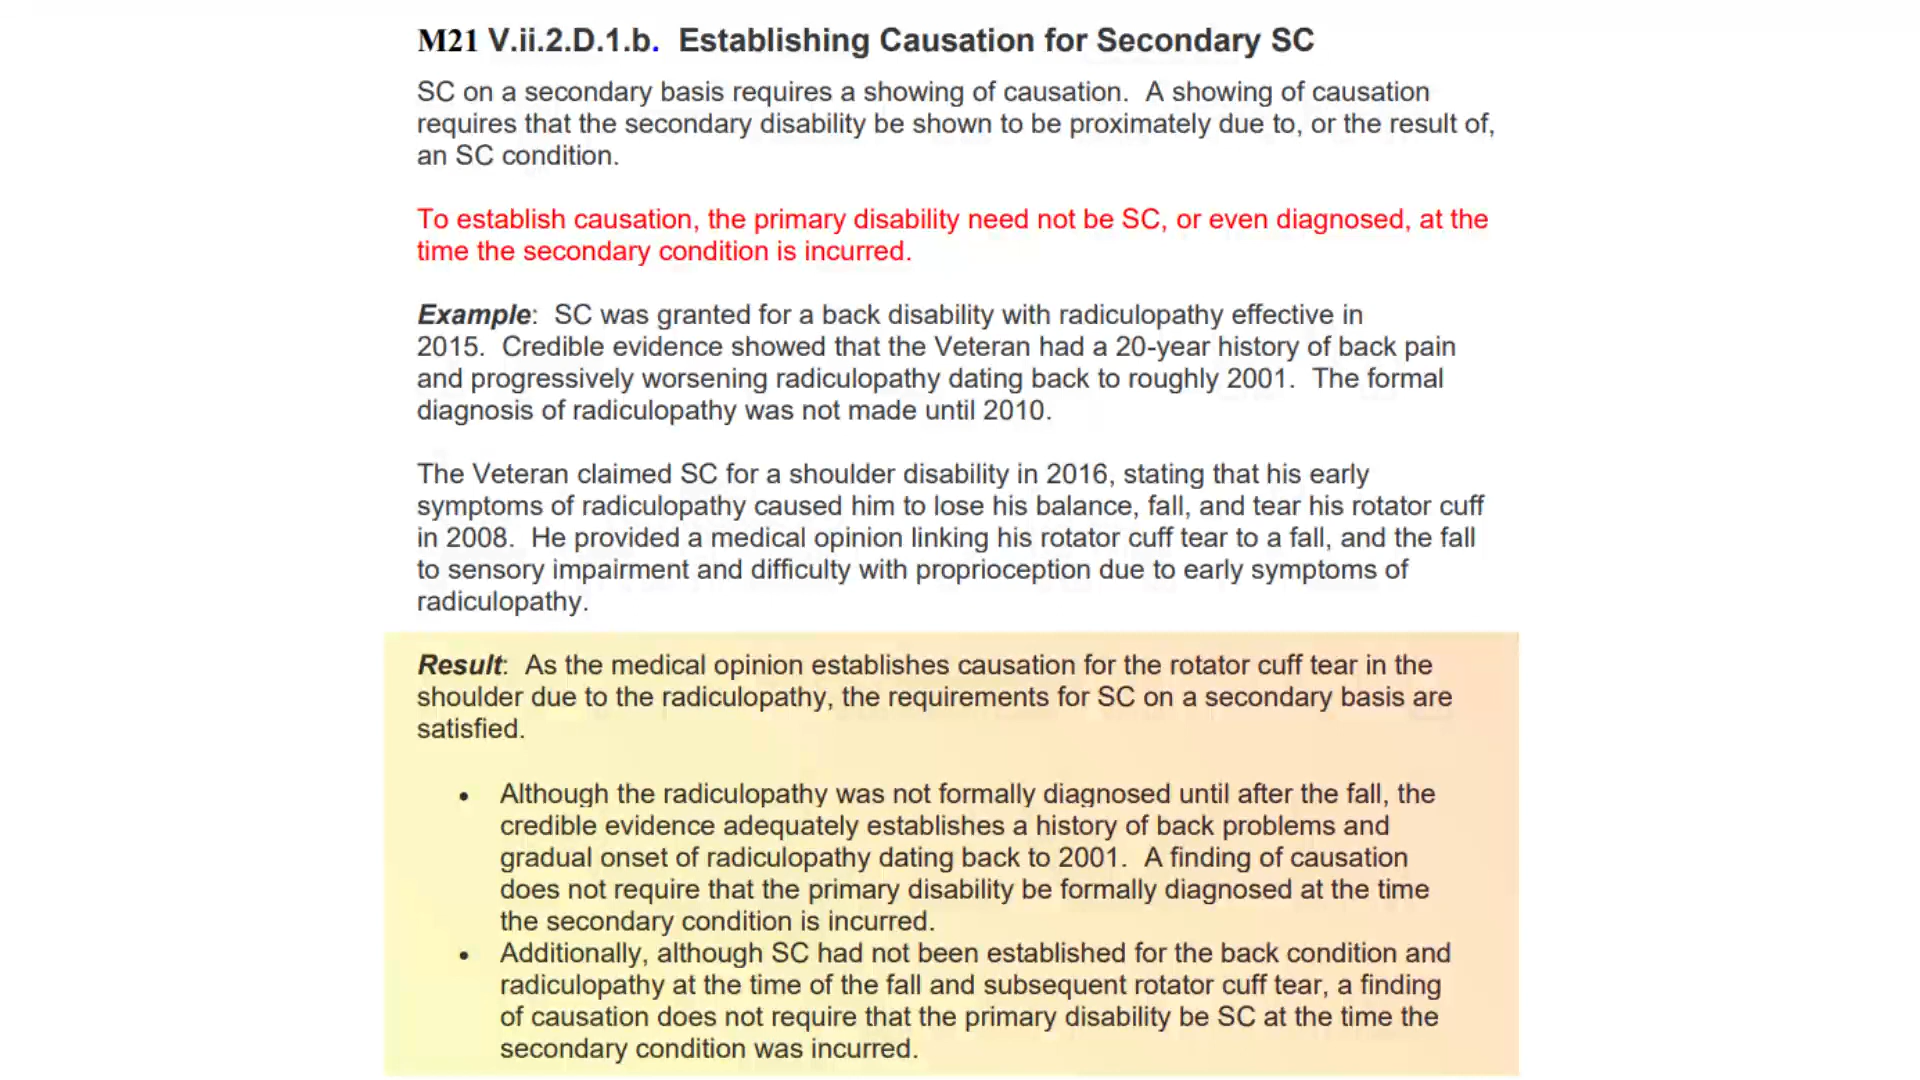 M21 V.ii.2.D.1.b.  Establishing Causation for Secondary SC
SC on a secondary basis requires a showing of causation.  A showing of causation
requires that the secondary disability be shown to be proximately due to, or the result of,
an SC condition.
To establish causation, the primary disability need not be SC, or even diagnosed, at the
time the secondary condition is incurred.
Example:  SC was granted for a back disability with radiculopathy effective in
2015.  Credible evidence showed that the Veteran had a 20-year history of back pain
and progressively worsening radiculopathy dating back to roughly 2001.  The formal
diagnosis of radiculopathy was not made until 2010.
The Veteran claimed SC for a shoulder disability in 2016, stating that his early
symptoms of radiculopathy caused him to lose his balance, fall, and tear his rotator cuff
in 2008.  He provided a medical opinion linking his rotator cuff tear to a fall, and the fall
to sensory impairment and difficulty with proprioception due to early symptoms of
radiculopathy.
Result:  As the medical opinion establishes causation for the rotator cuff tear in the
shoulder due to the radiculopathy, the requirements for SC on a secondary basis are
satisfied.
• Although the radiculopathy was not formally diagnosed until after the fall, the
credible evidence adequately establishes a history of back problems and
gradual onset of radiculopathy dating back to 2001.  A finding of causation
does not require that the primary disability be formally diagnosed at the time
the secondary condition is incurred.
• Additionally, although SC had not been established for the back condition and
radiculopathy at the time of the fall and subsequent rotator cuff tear, a finding
of causation does not require that the primary disability be SC at the time the
secondary condition was incurred.